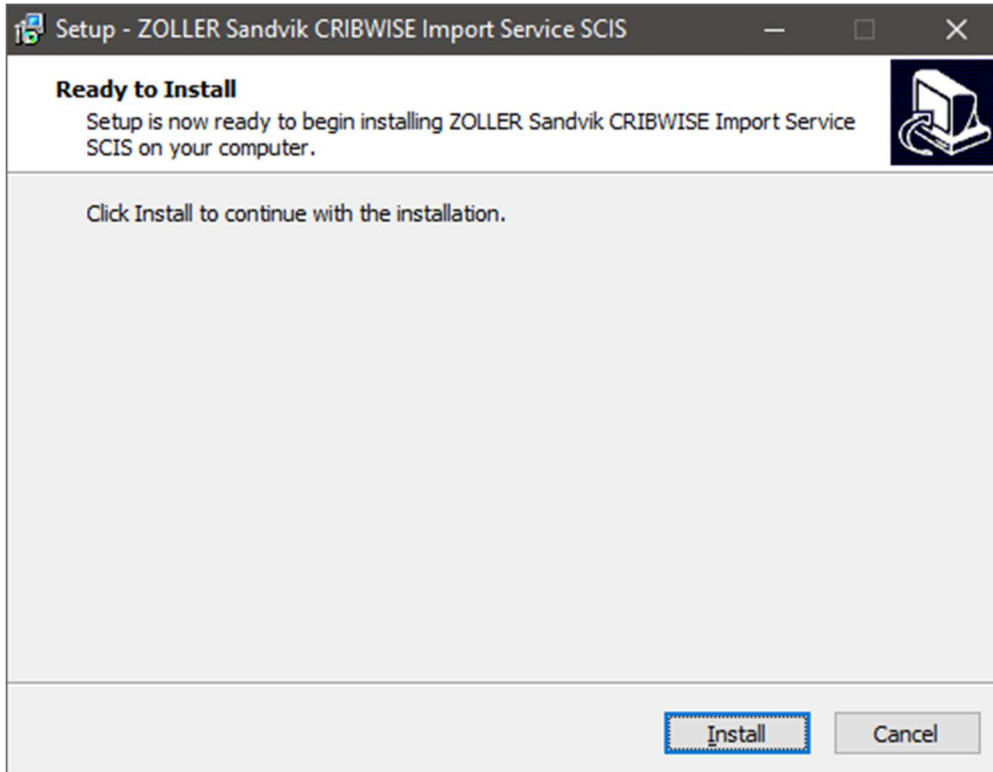 Setup - ZOLLER Sandvik CRIBWISE Import Service SCIS
Ready to Install
Setup is now ready to begin installing ZOLLER Sandvik CRIBWISE Import Service
SCIS on your computer.
Click Install to continue with the installation.
Install Cancel